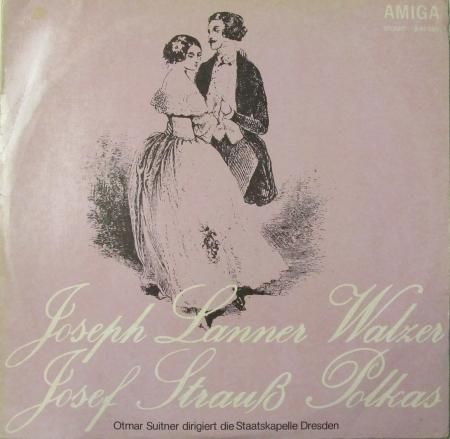 AMIGA
Joseph Lanner Walzer
Josef Strauß Polkas
Otmar Suitner dirigiert die Staatskapelle Dresden